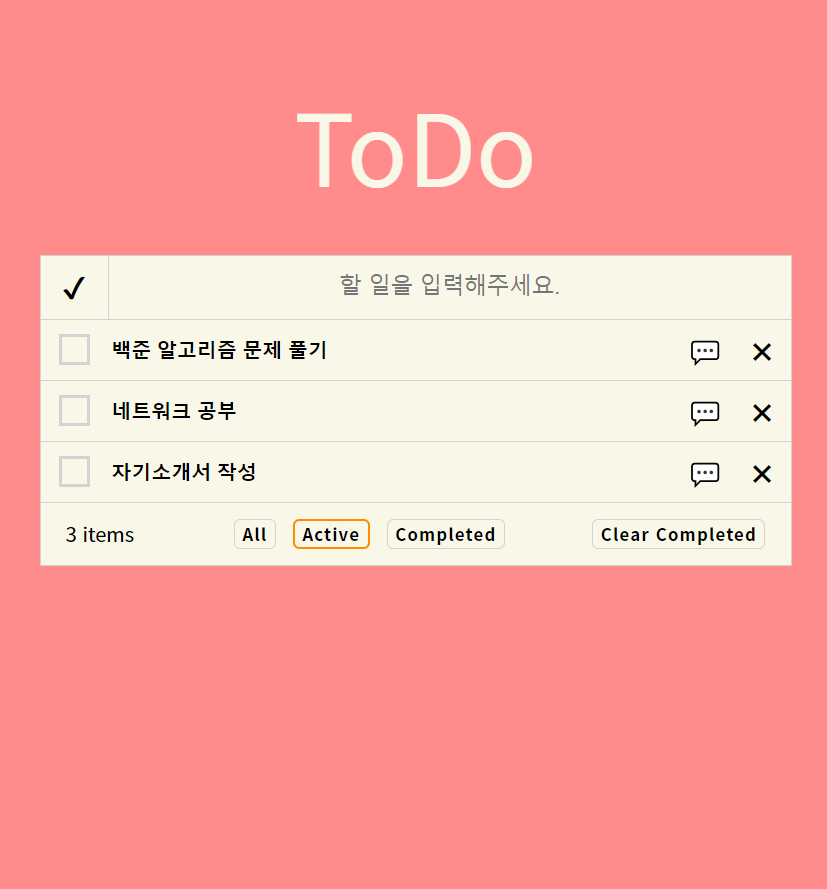 ToDo
할 일을 입력해주세요.
백준 알고리즘 문제 풀기
네트워크 공부
자기소개서 작성
3 items All Active Completed Clear Completed